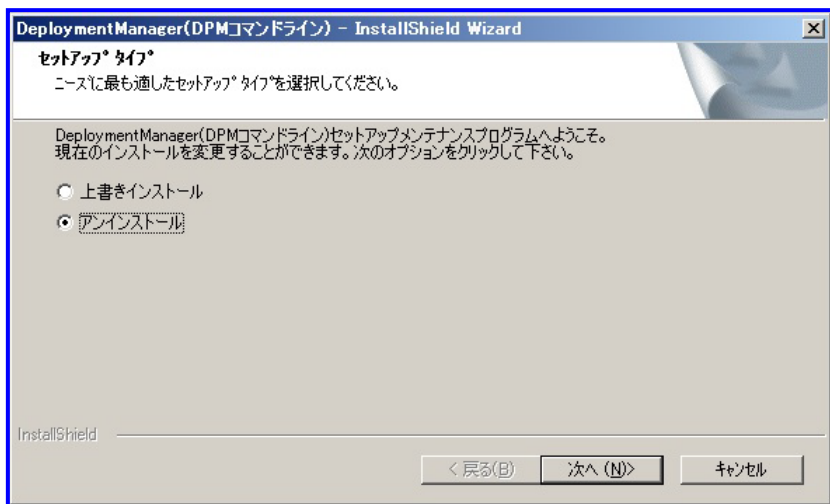 DeploymentManager(DPMコマンドライン) - InstallShield Wizard
セットアップ タイプ
ニーズに最も適したセットアップ タイプを選択してください。
DeploymentManager(DPMコマンドライン)セットアップメンテナンスプログラムへようこそ。
現在のインストールを変更することができます。次のオプションをクリックして下さい。
上書きインストール
アンインストール
InstallShield
< 戻る(B)
次へ (N)>
キャンセル